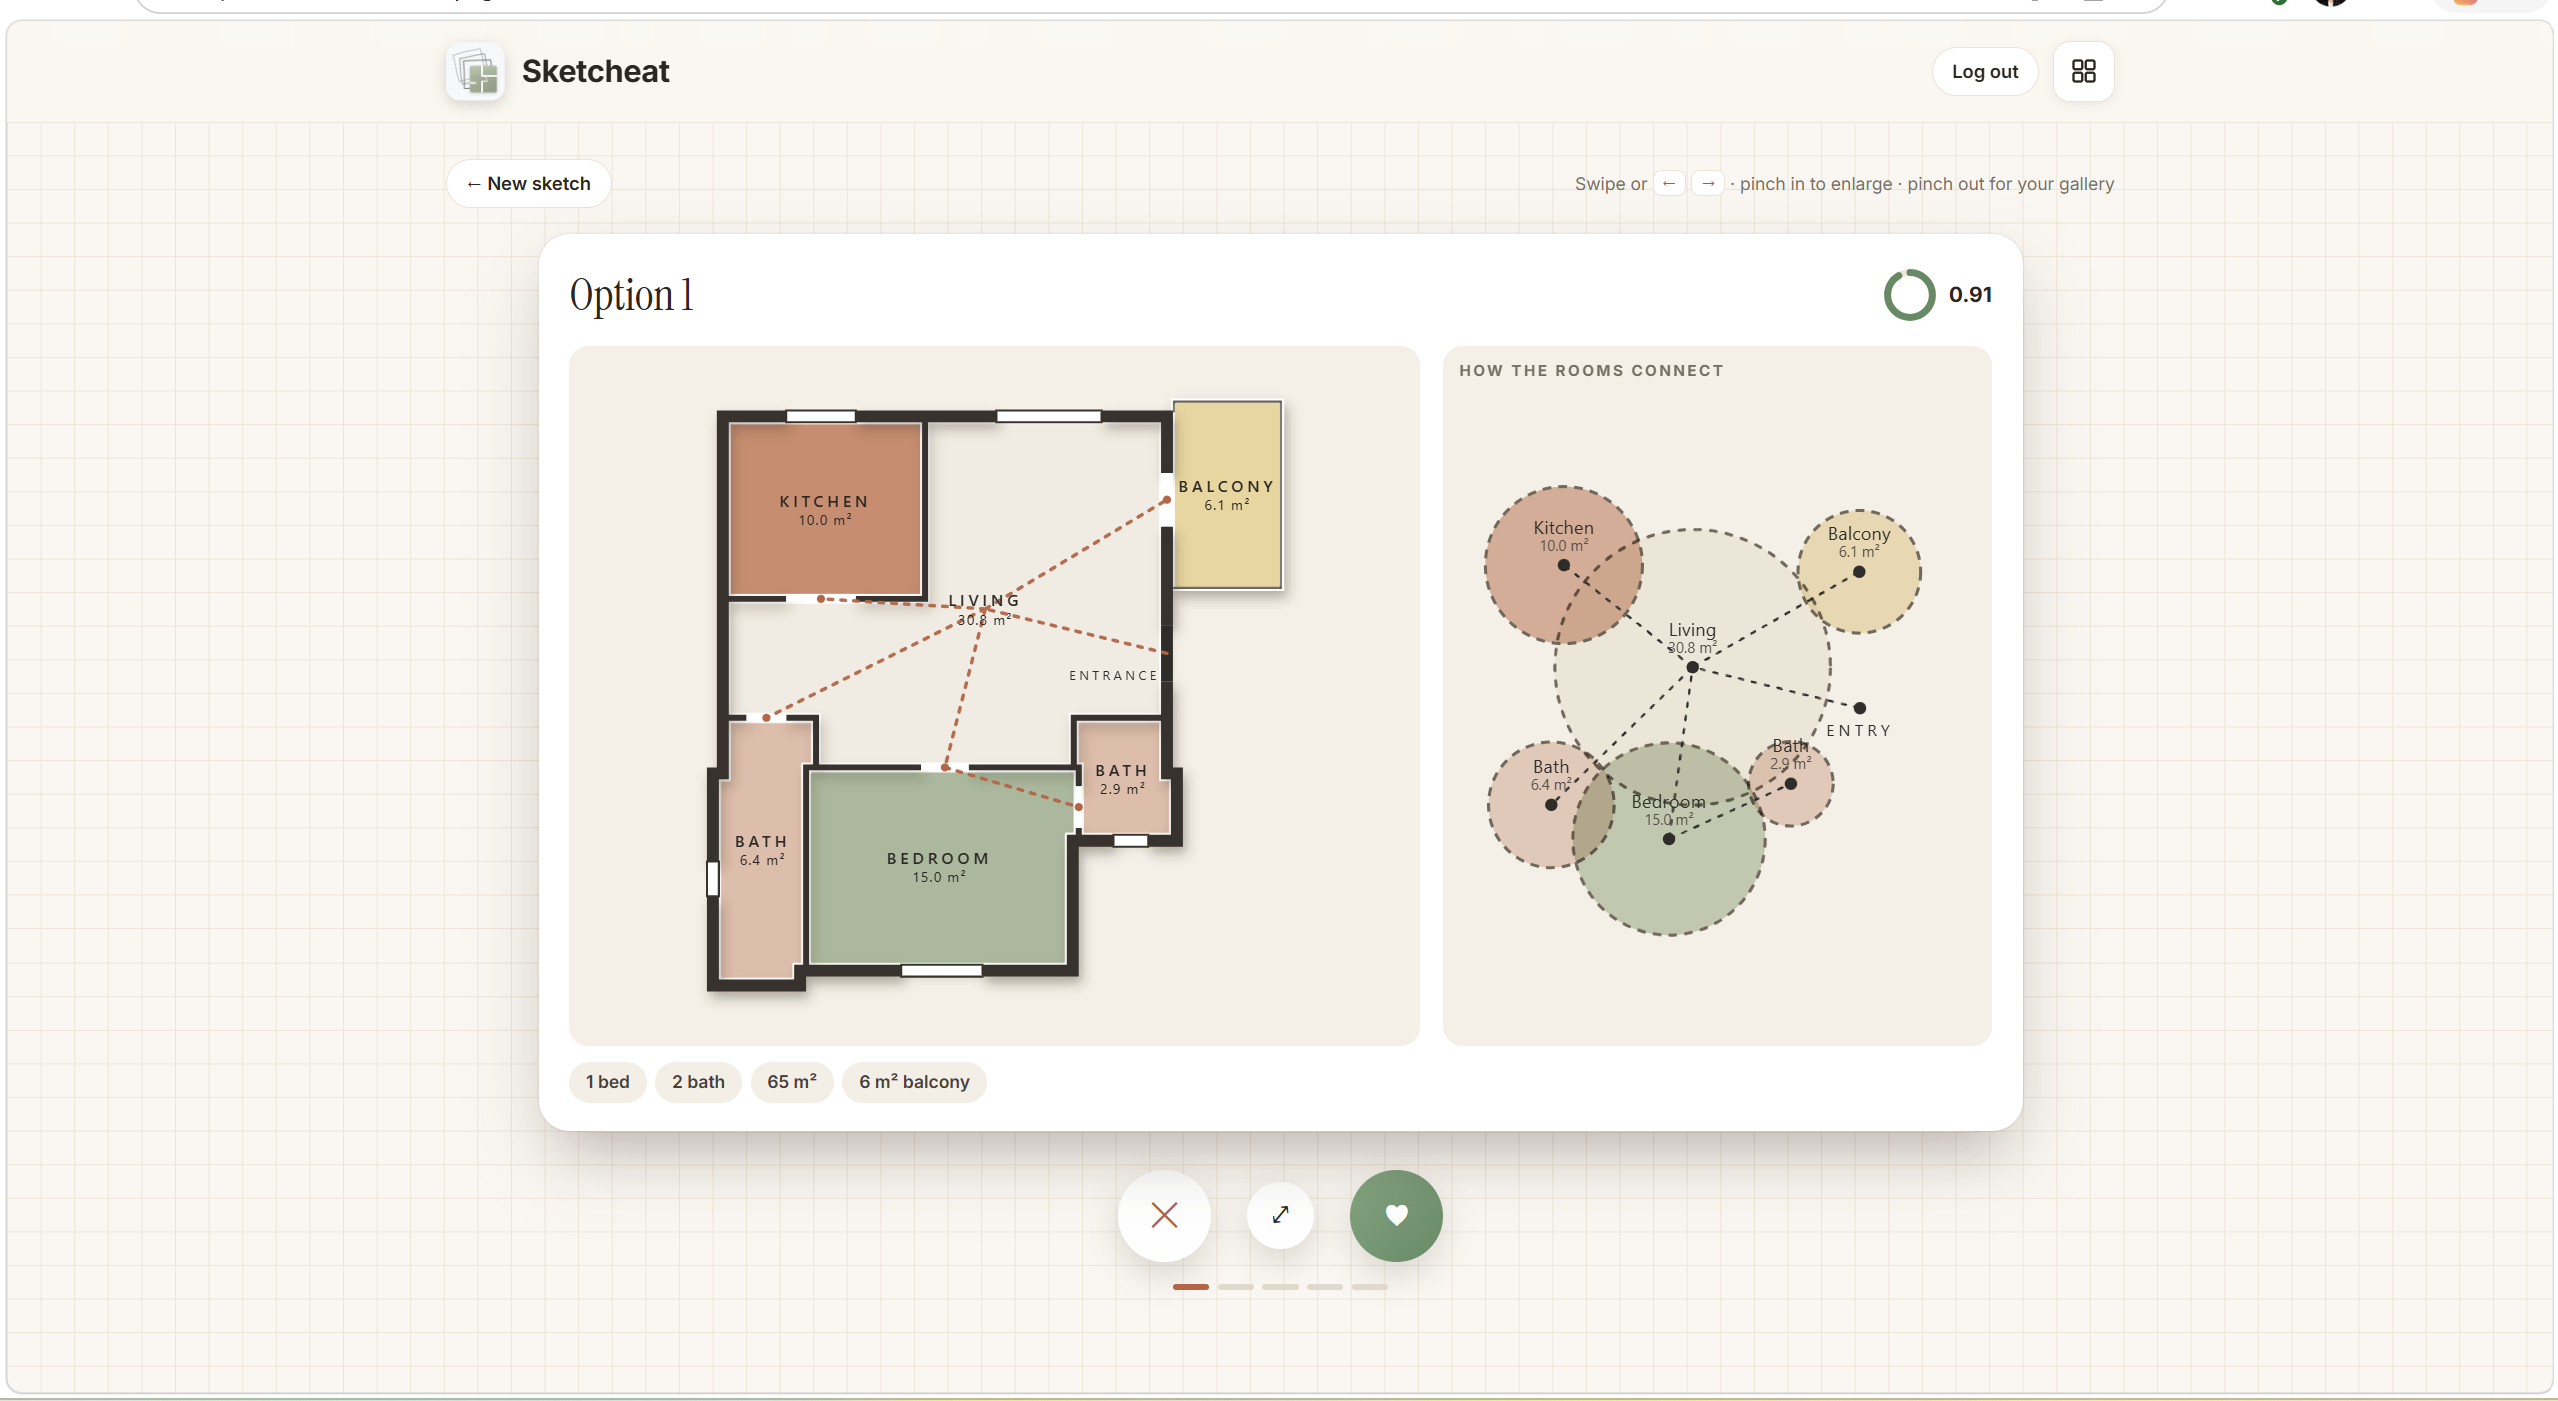 Sketcheat
Log out
← New sketch
Swipe or ← → · pinch in to enlarge · pinch out for your gallery
Option 1
0.91
KITCHEN
10.0 m²
BALCONY
6.1 m²
LIVING
30.8 m²
ENTRANCE
BATH
2.9 m²
BATH
6.4 m²
BEDROOM
15.0 m²
HOW THE ROOMS CONNECT
Kitchen
10.0 m²
Balcony
6.1 m²
Living
30.8 m²
ENTRY
Bath
2.9 m²
Bath
6.4 m²
Bedroom
15.0 m²
1 bed
2 bath
65 m²
6 m² balcony